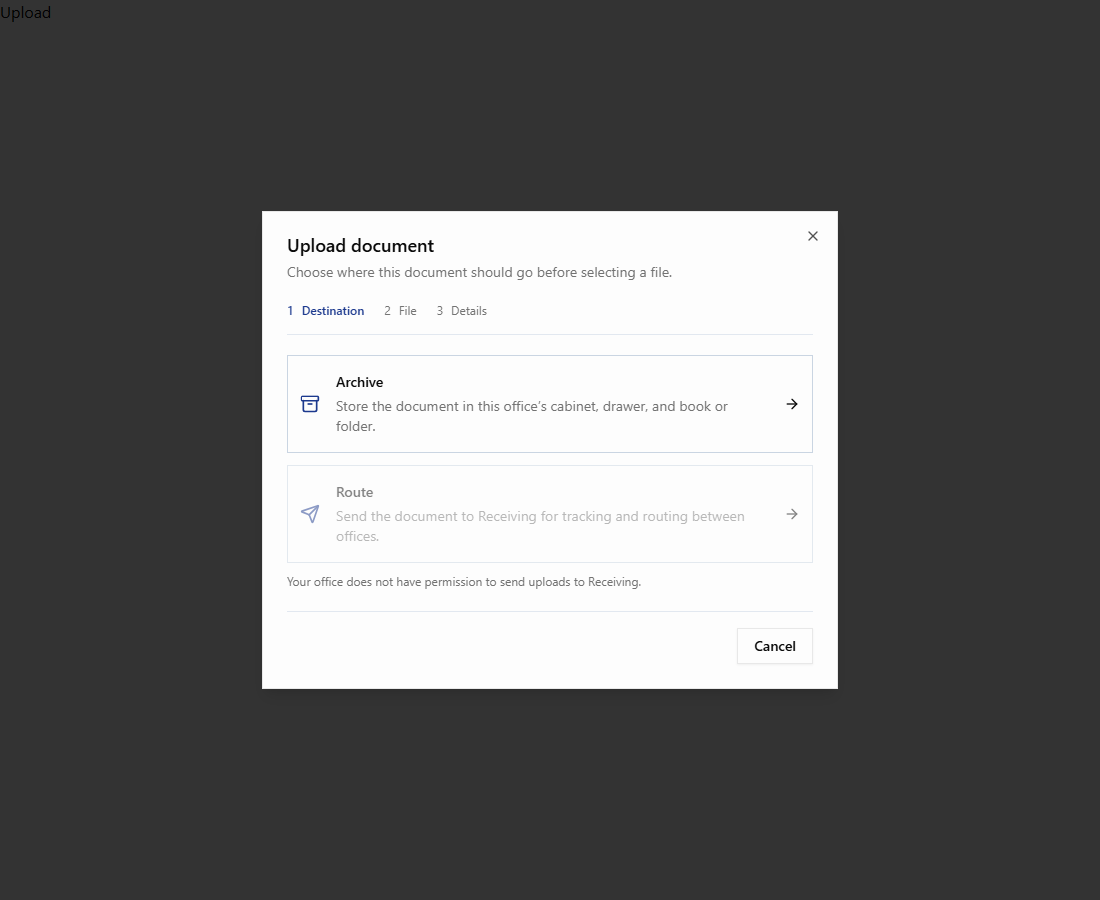 Upload
Upload document
Choose where this document should go before selecting a file.
1 Destination 2 File 3 Details
Archive
Store the document in this office's cabinet, drawer, and book or
folder.
Route
Send the document to Receiving for tracking and routing between
offices.
Your office does not have permission to send uploads to Receiving.
Cancel